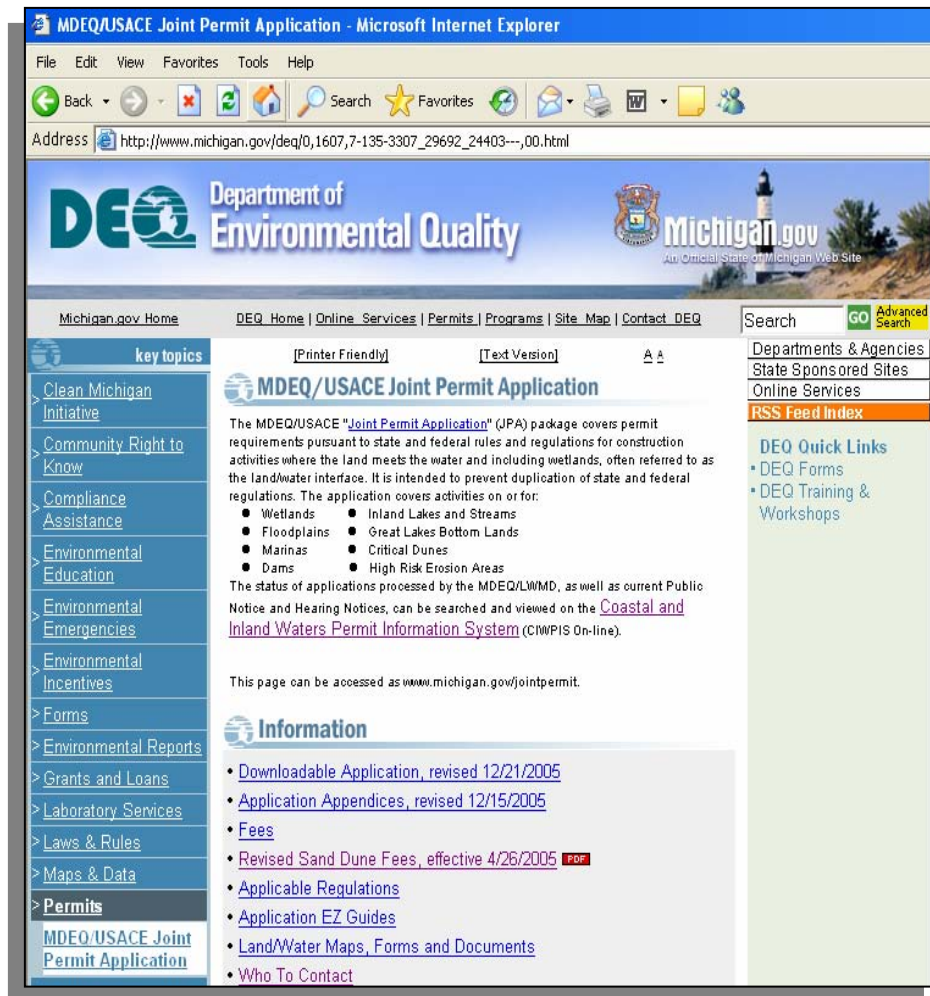 MDEQ/USACE Joint Permit Application - Microsoft Internet Explorer
File Edit View Favorites Tools Help
Back Search Favorites
Address http://www.michigan.gov/deq/0,1607,7-135-3307_29692_24403---,00.html
DEQ Department of
Environmental Quality
Michigan.gov
An Official State of Michigan Web Site
Michigan.gov Home DEQ Home | Online Services | Permits | Programs | Site Map | Contact DEQ
Search GO Advanced
Search
key topics
> Clean Michigan
Initiative
> Community Right to
Know
> Compliance
Assistance
> Environmental
Education
> Environmental
Emergencies
> Environmental
Incentives
> Forms
> Environmental Reports
> Grants and Loans
> Laboratory Services
> Laws & Rules
> Maps & Data
> Permits
MDEQ/USACE Joint
Permit Application
[Printer Friendly] [Text Version] A A
MDEQ/USACE Joint Permit Application
The MDEQ/USACE "Joint Permit Application" (JPA) package covers permit
requirements pursuant to state and federal rules and regulations for construction
activities where the land meets the water and including wetlands, often referred to as
the land/water interface. It is intended to prevent duplication of state and federal
regulations. The application covers activities on or for:
● Wetlands ● Inland Lakes and Streams
● Floodplains ● Great Lakes Bottom Lands
● Marinas ● Critical Dunes
● Dams ● High Risk Erosion Areas
The status of applications processed by the MDEQ/LWMD, as well as current Public
Notice and Hearing Notices, can be searched and viewed on the Coastal and
Inland Waters Permit Information System (CIWPIS On-line).
This page can be accessed as www.michigan.gov/jointpermit.
Information
• Downloadable Application, revised 12/21/2005
• Application Appendices, revised 12/15/2005
• Fees
• Revised Sand Dune Fees, effective 4/26/2005 PDF
• Applicable Regulations
• Application EZ Guides
• Land/Water Maps, Forms and Documents
• Who To Contact
Departments & Agencies
State Sponsored Sites
Online Services
RSS Feed Index
DEQ Quick Links
• DEQ Forms
• DEQ Training &
Workshops